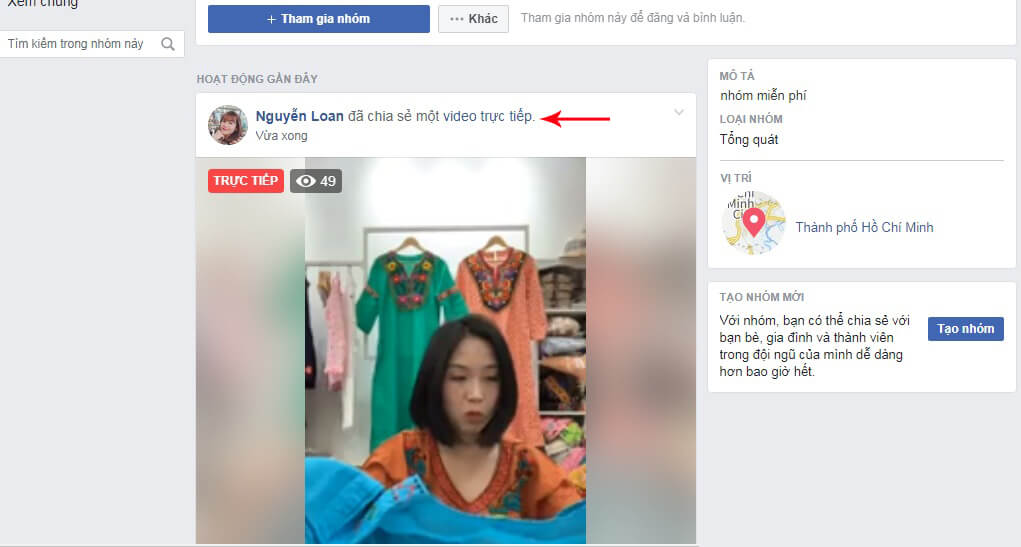 Xem chung
Tìm kiếm trong nhóm này
+ Tham gia nhóm
••• Khác
Tham gia nhóm này để đăng và bình luận.
HOẠT ĐỘNG GẦN ĐÂY
Nguyễn Loan đã chia sẻ một video trực tiếp.
Vừa xong
TRỰC TIẾP
49
MÔ TẢ
nhóm miễn phí
LOẠI NHÓM
Tổng quát
VỊ TRÍ
Thành phố Hồ Chí Minh
TẠO NHÓM MỚI
Với nhóm, bạn có thể chia sẻ với
bạn bè, gia đình và thành viên
trong đội ngũ của mình dễ dàng
hơn bao giờ hết.
Tạo nhóm